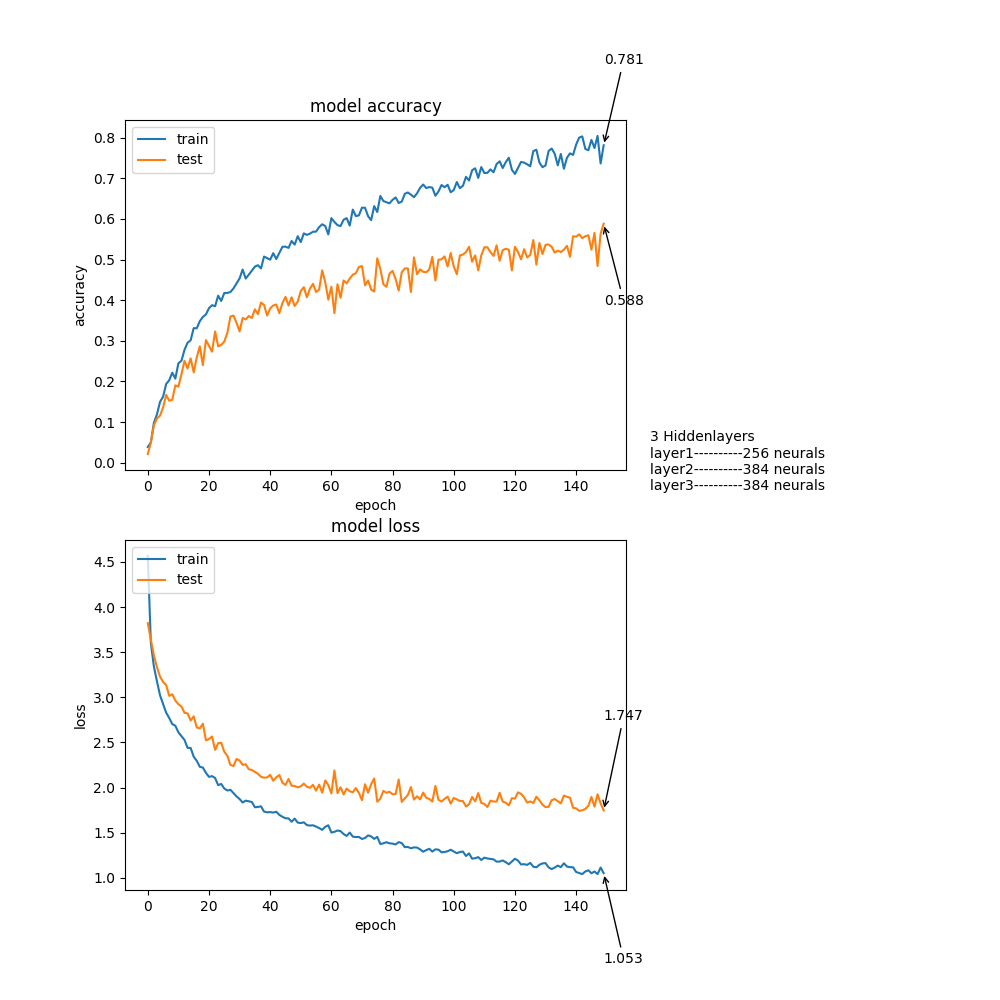 0.781
model accuracy
train
test
0.8
0.7
0.6
0.5
0.4
0.3
0.2
0.1
0.0
accuracy
0.588
0 20 40 60 80 100 120 140
epoch
3 Hiddenlayers
layer1----------256 neurals
layer2----------384 neurals
layer3----------384 neurals
model loss
train
test
4.5
4.0
3.5
3.0
2.5
2.0
1.5
1.0
loss
1.747
0 20 40 60 80 100 120 140
epoch
1.053